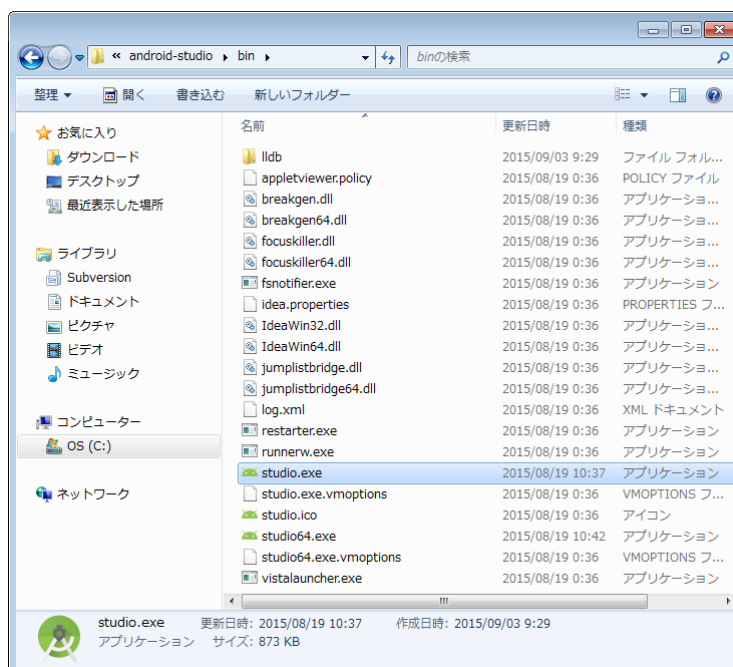 « android-studio ▸ bin ▸ binの検索
整理 ▼ 開く 書き込む 新しいフォルダー
お気に入り
ダウンロード
デスクトップ
最近表示した場所
ライブラリ
Subversion
ドキュメント
ピクチャ
ビデオ
ミュージック
コンピューター
OS (C:)
ネットワーク
名前 更新日時 種類
lldb 2015/09/03 9:29 ファイル フォル...
appletviewer.policy 2015/08/19 0:36 POLICY ファイル
breakgen.dll 2015/08/19 0:36 アプリケーショ...
breakgen64.dll 2015/08/19 0:36 アプリケーショ...
focuskiller.dll 2015/08/19 0:36 アプリケーショ...
focuskiller64.dll 2015/08/19 0:36 アプリケーショ...
fsnotifier.exe 2015/08/19 0:36 アプリケーション
idea.properties 2015/08/19 0:36 PROPERTIES フ...
IdeaWin32.dll 2015/08/19 0:36 アプリケーショ...
IdeaWin64.dll 2015/08/19 0:36 アプリケーショ...
jumplistbridge.dll 2015/08/19 0:36 アプリケーショ...
jumplistbridge64.dll 2015/08/19 0:36 アプリケーショ...
log.xml 2015/08/19 0:36 XML ドキュメント
restarter.exe 2015/08/19 0:36 アプリケーション
runnerw.exe 2015/08/19 0:36 アプリケーション
studio.exe 2015/08/19 10:37 アプリケーション
studio.exe.vmoptions 2015/08/19 0:36 VMOPTIONS フ...
studio.ico 2015/08/19 0:36 アイコン
studio64.exe 2015/08/19 10:42 アプリケーション
studio64.exe.vmoptions 2015/08/19 0:36 VMOPTIONS フ...
vistalauncher.exe 2015/08/19 0:36 アプリケーション
studio.exe 更新日時: 2015/08/19 10:37 作成日時: 2015/09/03 9:29
アプリケーション サイズ: 873 KB